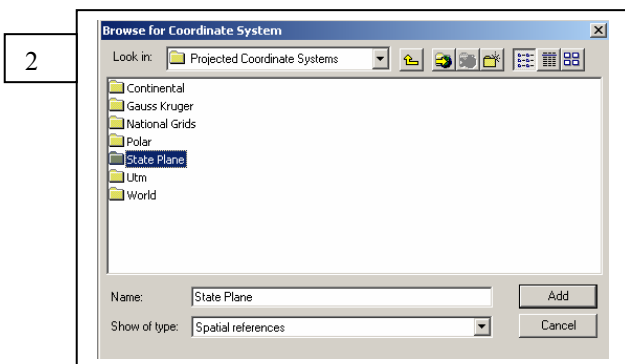 2
Browse for Coordinate System
Look in: Projected Coordinate Systems
Continental
Gauss Kruger
National Grids
Polar
State Plane
Utm
World
Name: State Plane Add
Show of type: Spatial references Cancel